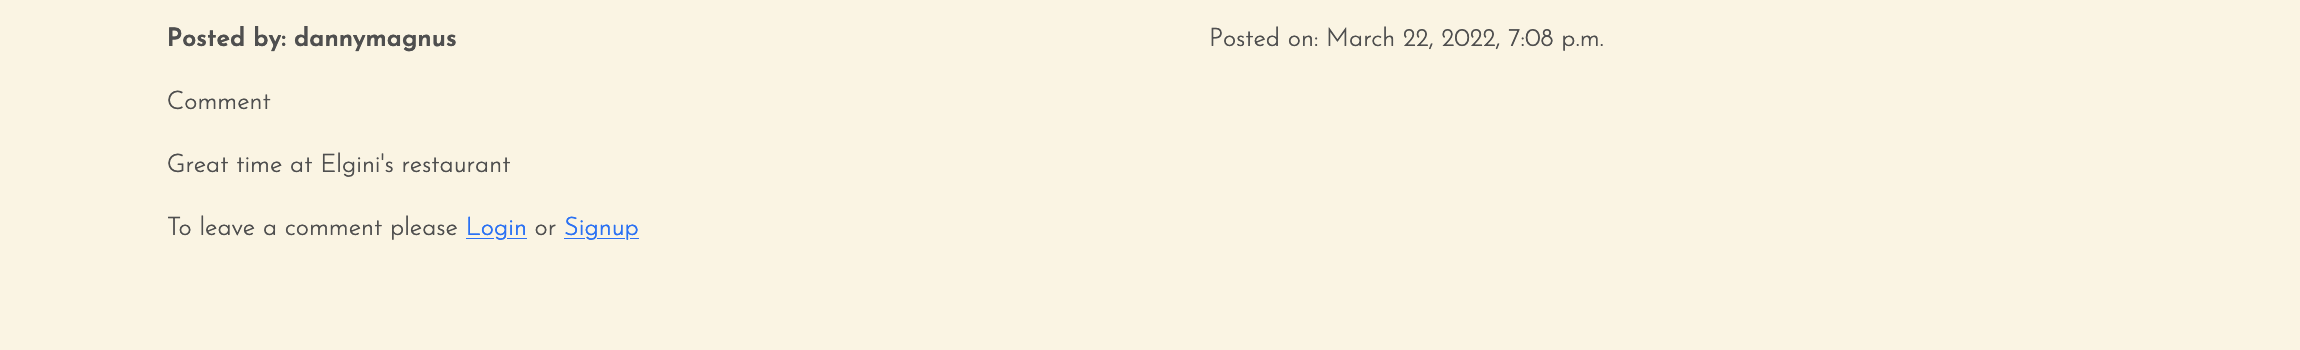 Posted by: dannymagnus
Posted on: March 22, 2022, 7:08 p.m.
Comment
Great time at Elgini's restaurant
To leave a comment please Login or Signup